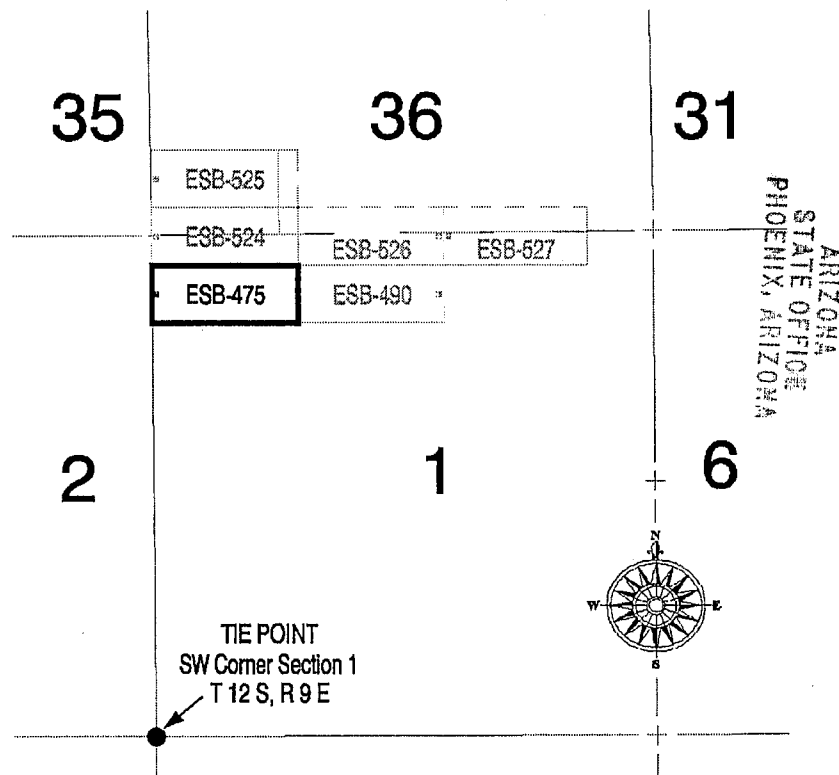 35
36
31
ESB-525
ESB-524
ESB-526
ESB-527
ESB-475
ESB-490
ARIZONA
STATE OFFICE
PHOENIX, ARIZONA
2
1
6
N
W
E
S
TIE POINT
SW Corner Section 1
T 12 S, R 9 E